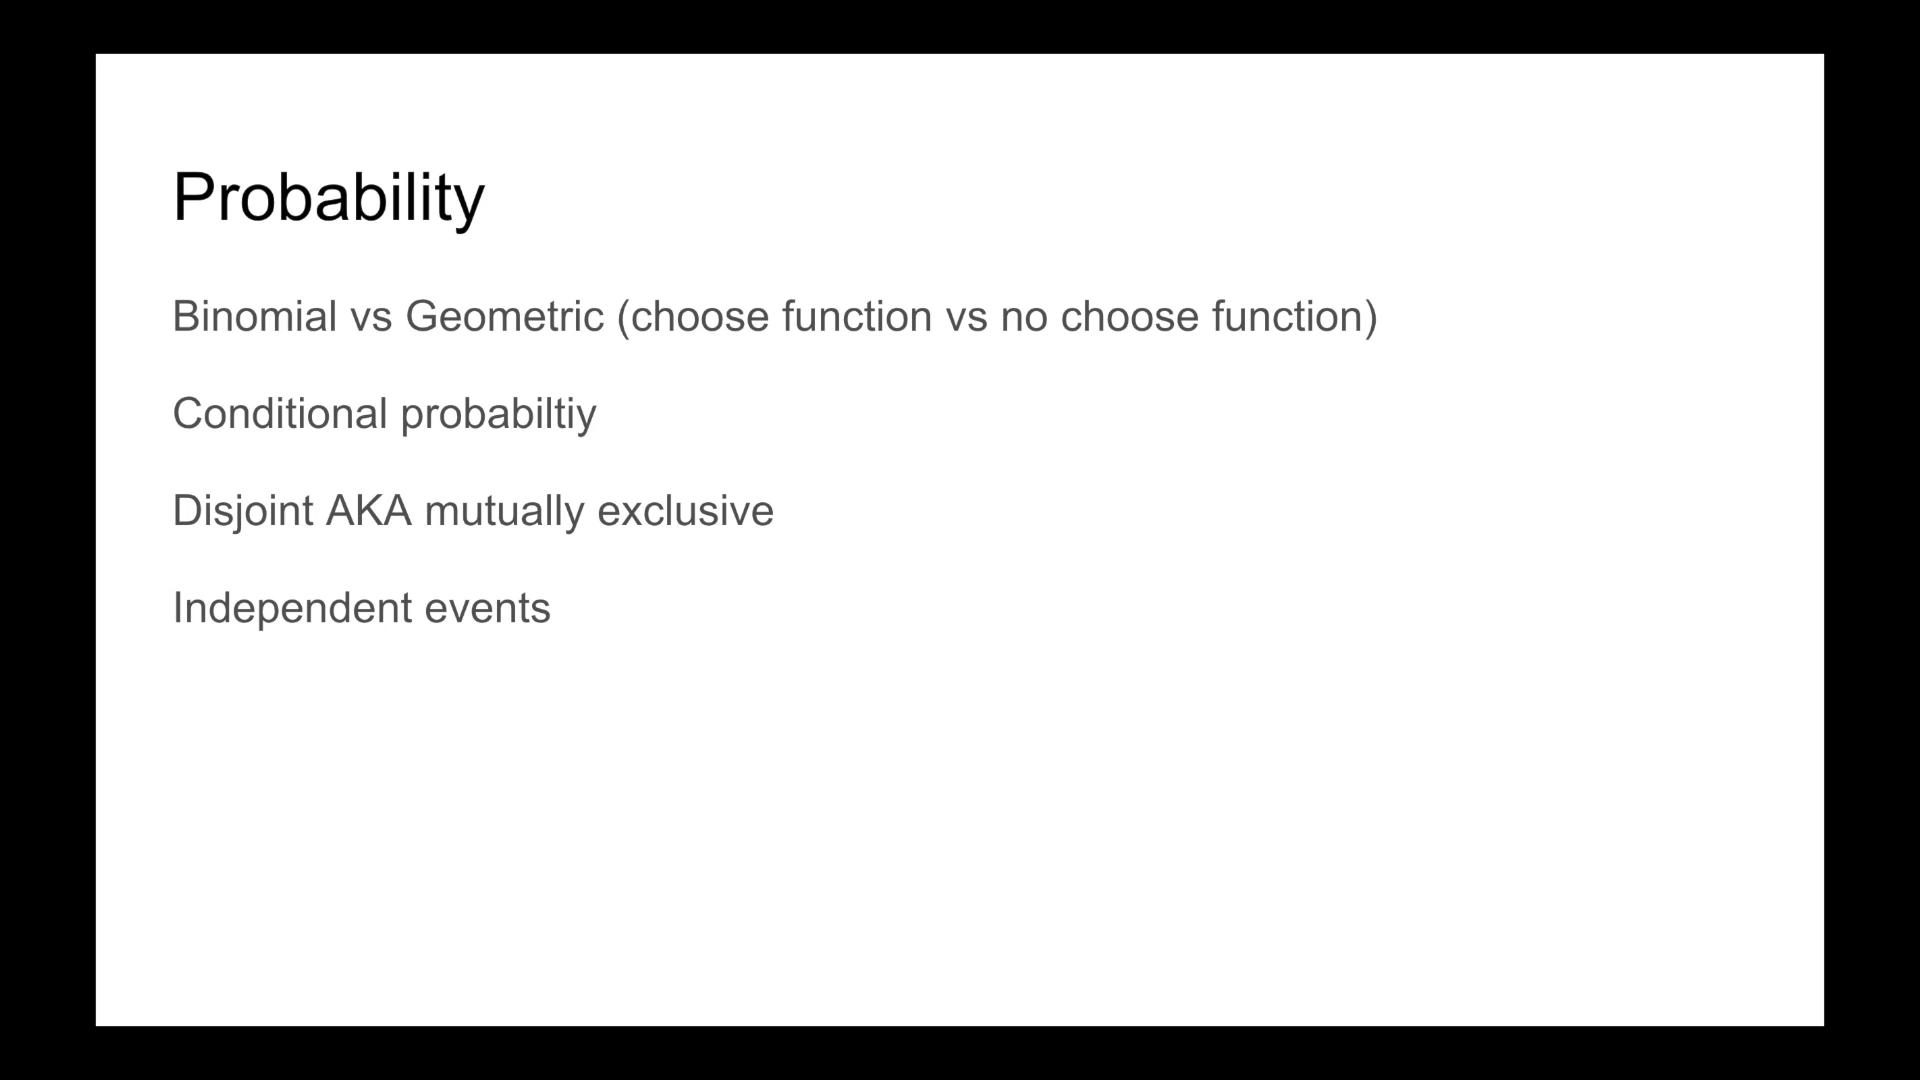 Probability
Binomial vs Geometric (choose function vs no choose function)
Conditional probabiltiy
Disjoint AKA mutually exclusive
Independent events